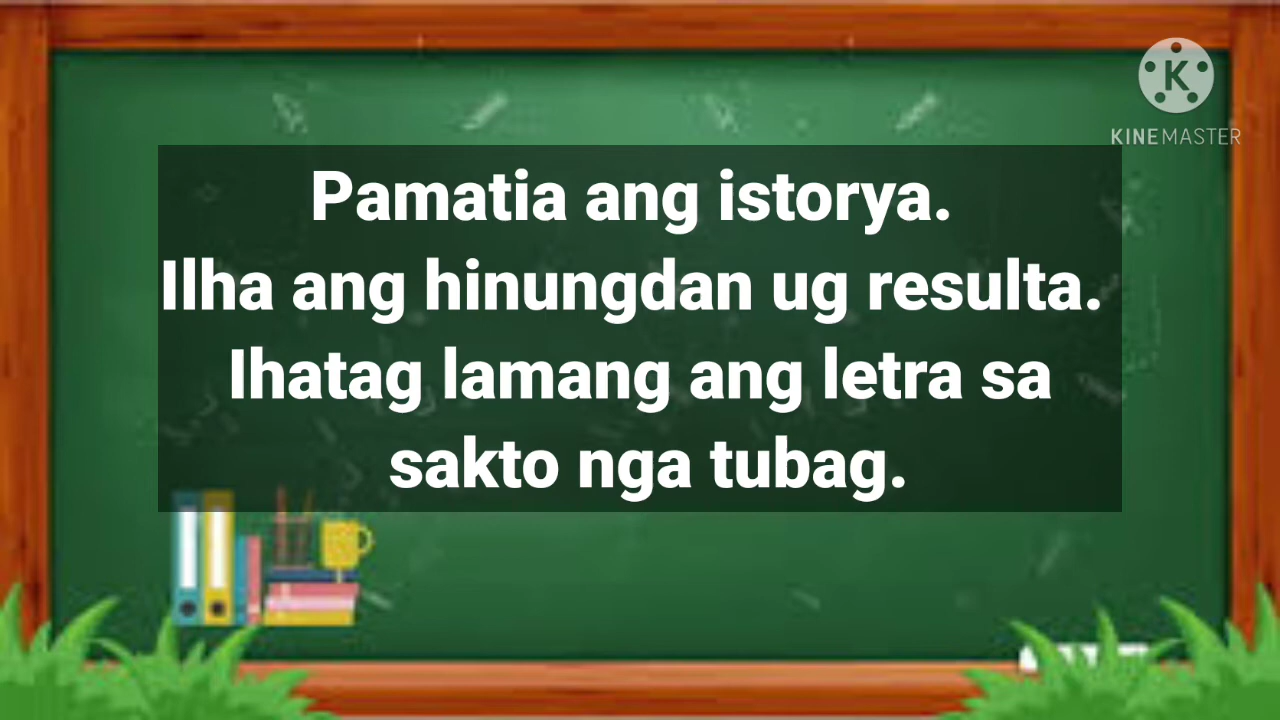 KINEMASTER
Pamatia ang istorya.
Ilha ang hinungdan ug resulta.
Ihatag lamang ang letra sa
sakto nga tubag.